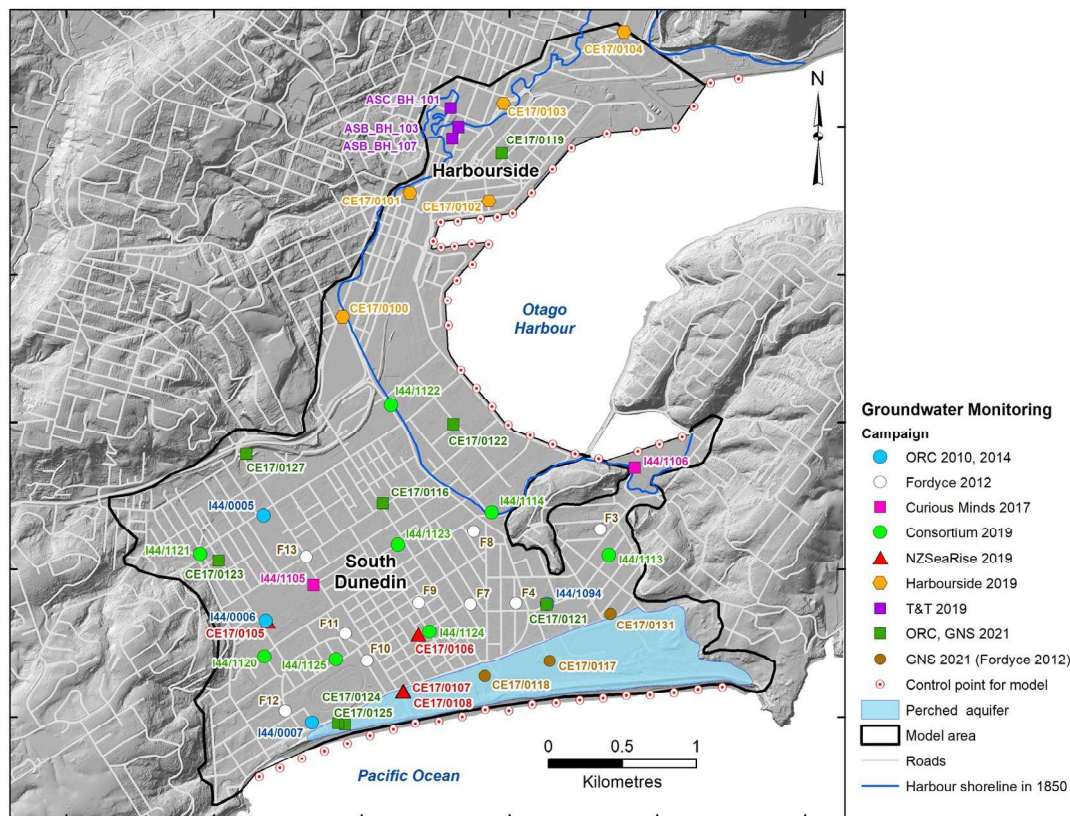 CE17/0104
ASC_BH_101
CE17/0103
ASB_BH_103
ASB_BH_107
CE17/0119
Harbourside
CE17/0101
CE17/0102
N
CE17/0100
Otago
Harbour
I44/1122
CE17/0122
CE17/0127
I44/1106
CE17/0116
I44/0005
I44/1114
I44/1123
F8
F3
I44/1121
F13
CE17/0123
South
Dunedin
I44/1113
I44/1105
I44/1094
F9
F7
F4
CE17/0121
I44/0006
CE17/0105
F11
I44/1124
CE17/0106
CE17/0131
I44/1120
I44/1125
F10
CE17/0117
CE17/0118
CE17/0107
CE17/0108
CE17/0124
CE17/0125
F12
I44/0007
Pacific Ocean
0 0.5 1
Kilometres
Groundwater Monitoring
Campaign
ORC 2010, 2014
Fordyce 2012
Curious Minds 2017
Consortium 2019
NZSeaRise 2019
Harbourside 2019
T&T 2019
ORC, GNS 2021
GNS 2021 (Fordyce 2012)
Control point for model
Perched aquifer
Model area
Roads
Harbour shoreline in 1850